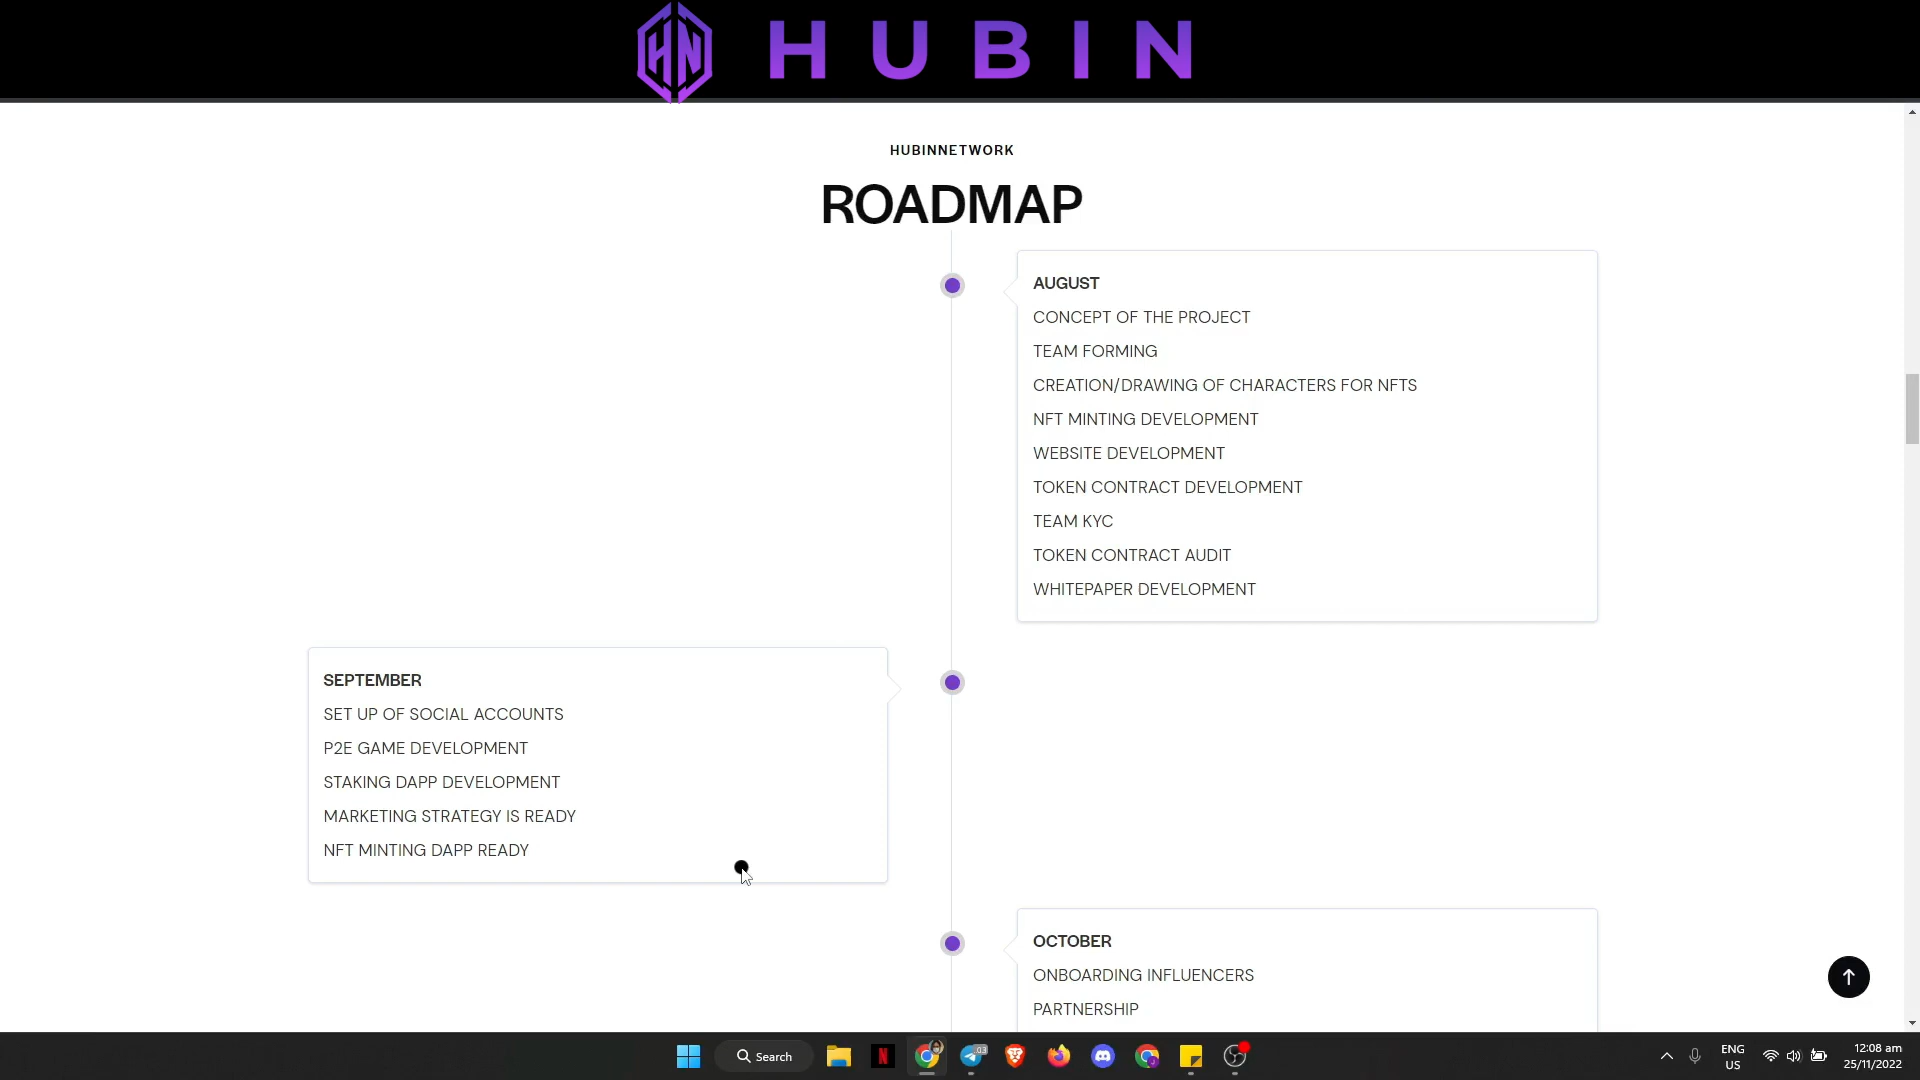 HUBIN
HUBINNETWORK
ROADMAP
AUGUST
CONCEPT OF THE PROJECT
TEAM FORMING
CREATION/DRAWING OF CHARACTERS FOR NFTS
NFT MINTING DEVELOPMENT
WEBSITE DEVELOPMENT
TOKEN CONTRACT DEVELOPMENT
TEAM KYC
TOKEN CONTRACT AUDIT
WHITEPAPER DEVELOPMENT
SEPTEMBER
SET UP OF SOCIAL ACCOUNTS
P2E GAME DEVELOPMENT
STAKING DAPP DEVELOPMENT
MARKETING STRATEGY IS READY
NFT MINTING DAPP READY
OCTOBER
ONBOARDING INFLUENCERS
PARTNERSHIP
Search
ENG
US
12:08 am
25/11/2022